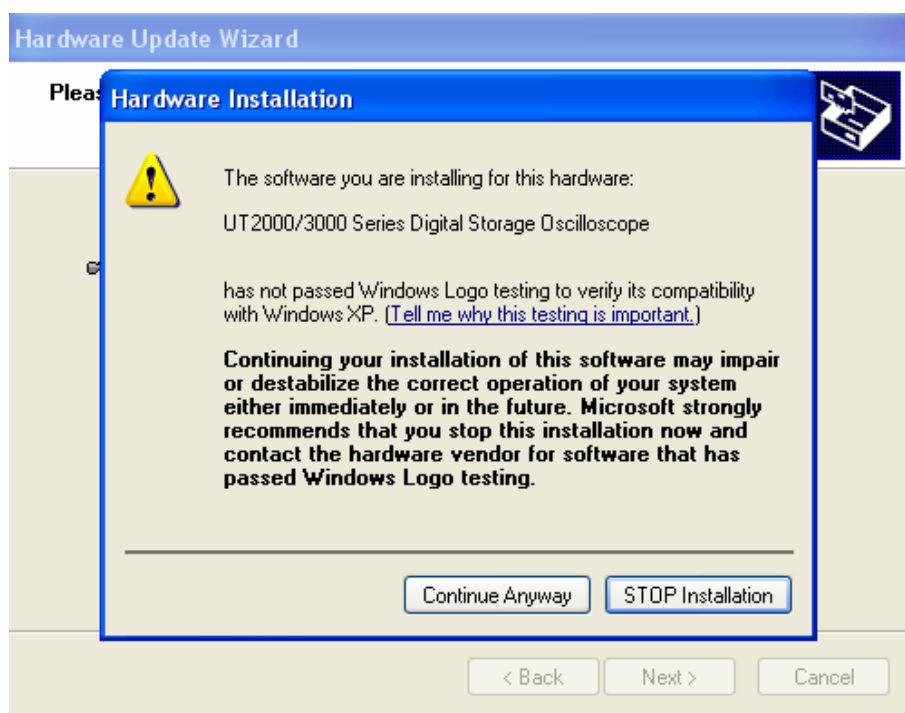 Hardware Update Wizard
Pleas
Hardware Installation
The software you are installing for this hardware:
UT2000/3000 Series Digital Storage Oscilloscope
has not passed Windows Logo testing to verify its compatibility
with Windows XP. (Tell me why this testing is important.)
Continuing your installation of this software may impair
or destabilize the correct operation of your system
either immediately or in the future. Microsoft strongly
recommends that you stop this installation now and
contact the hardware vendor for software that has
passed Windows Logo testing.
Continue Anyway STOP Installation
< Back Next > Cancel